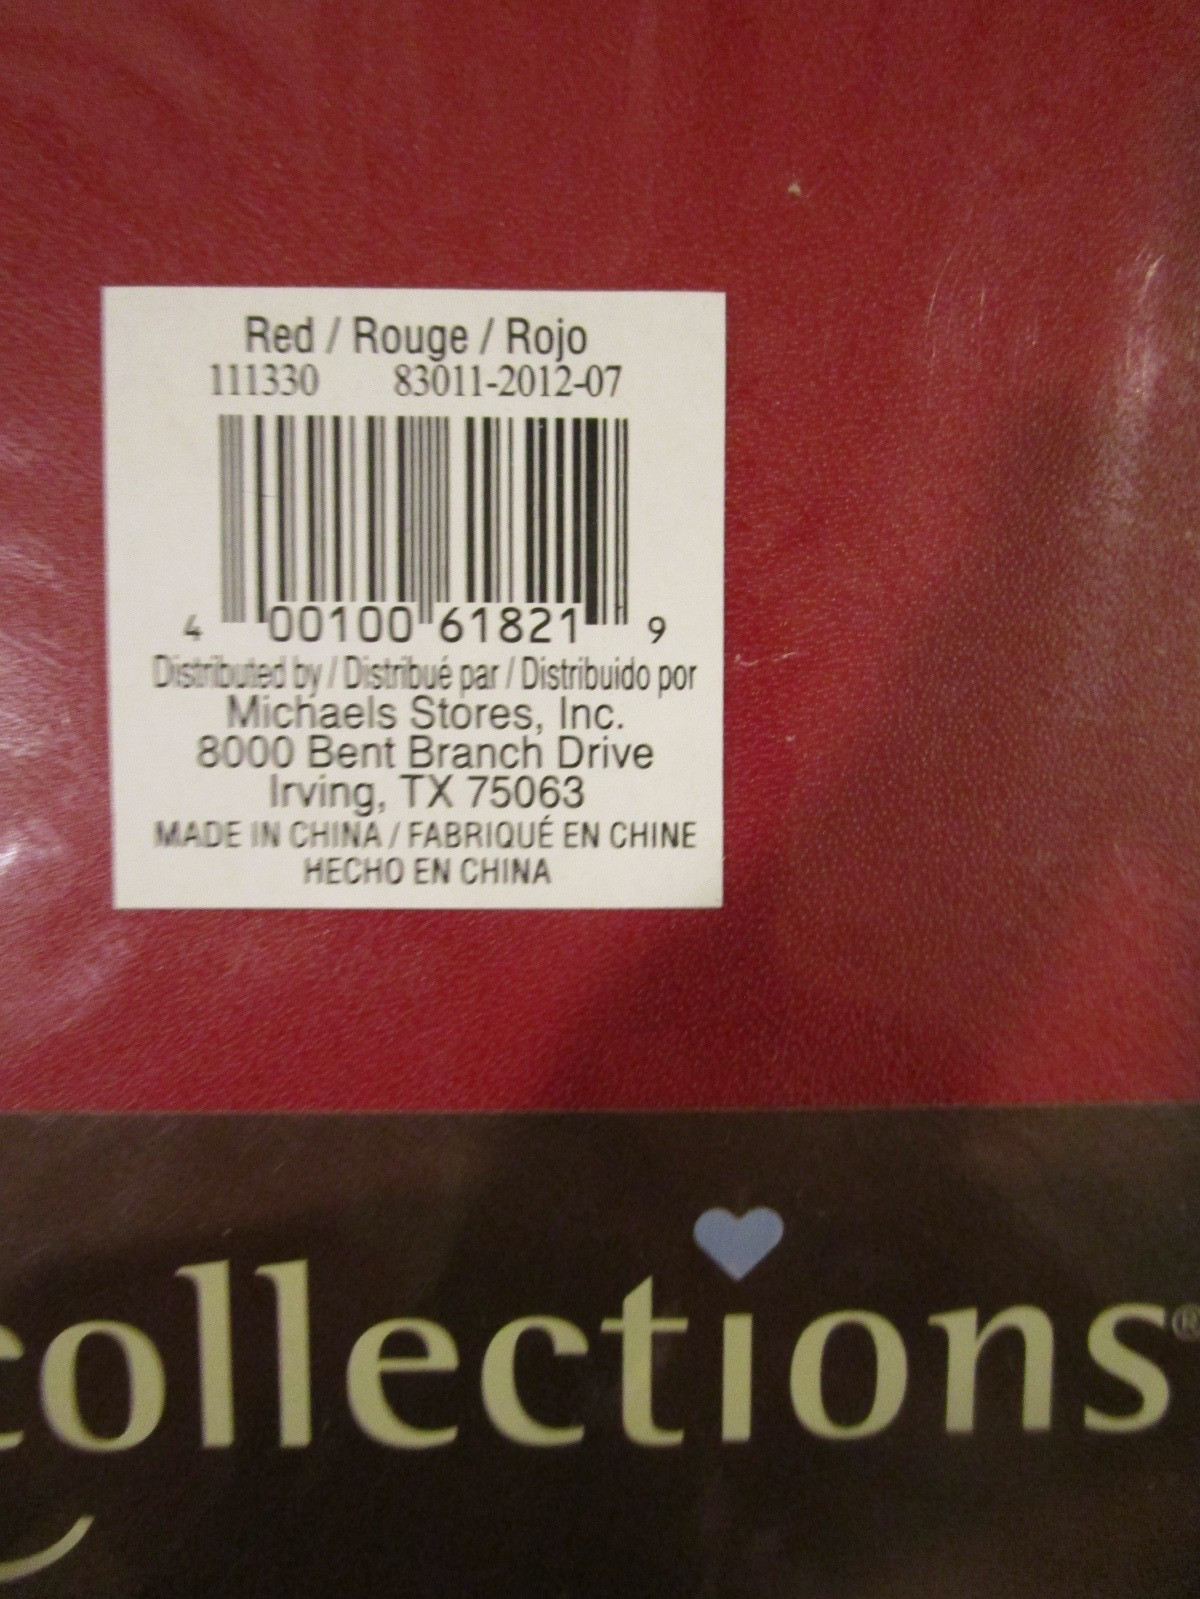 Red / Rouge / Rojo
111330 83011-2012-07
4 00100 61821 9
Distributed by / Distribué par / Distribuido por
Michaels Stores, Inc.
8000 Bent Branch Drive
Irving, TX 75063
MADE IN CHINA / FABRIQUÉ EN CHINE
HECHO EN CHINA
collections®